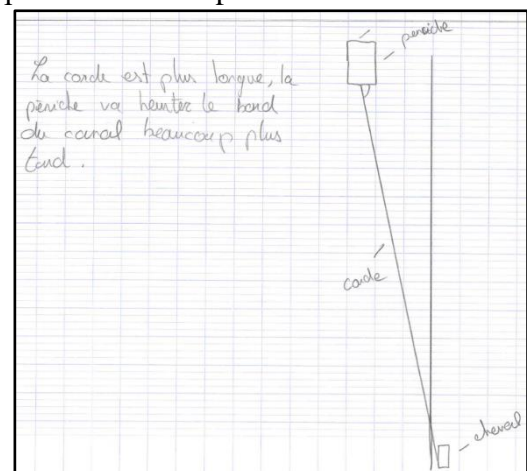 La corde est plus longue, la
péniche va heurter le bord
du canal beaucoup plus
tard.
péniche
corde
cheval